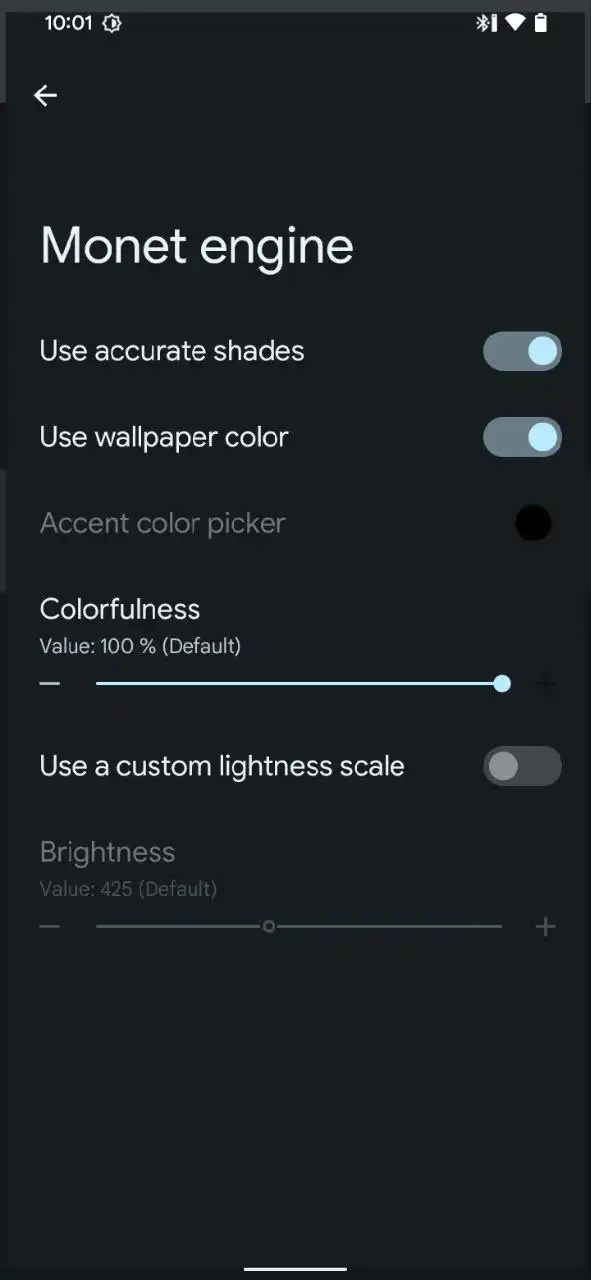 10:01
Monet engine
Use accurate shades
Use wallpaper color
Accent color picker
Colorfulness
Value: 100 % (Default)
Use a custom lightness scale
Brightness
Value: 425 (Default)